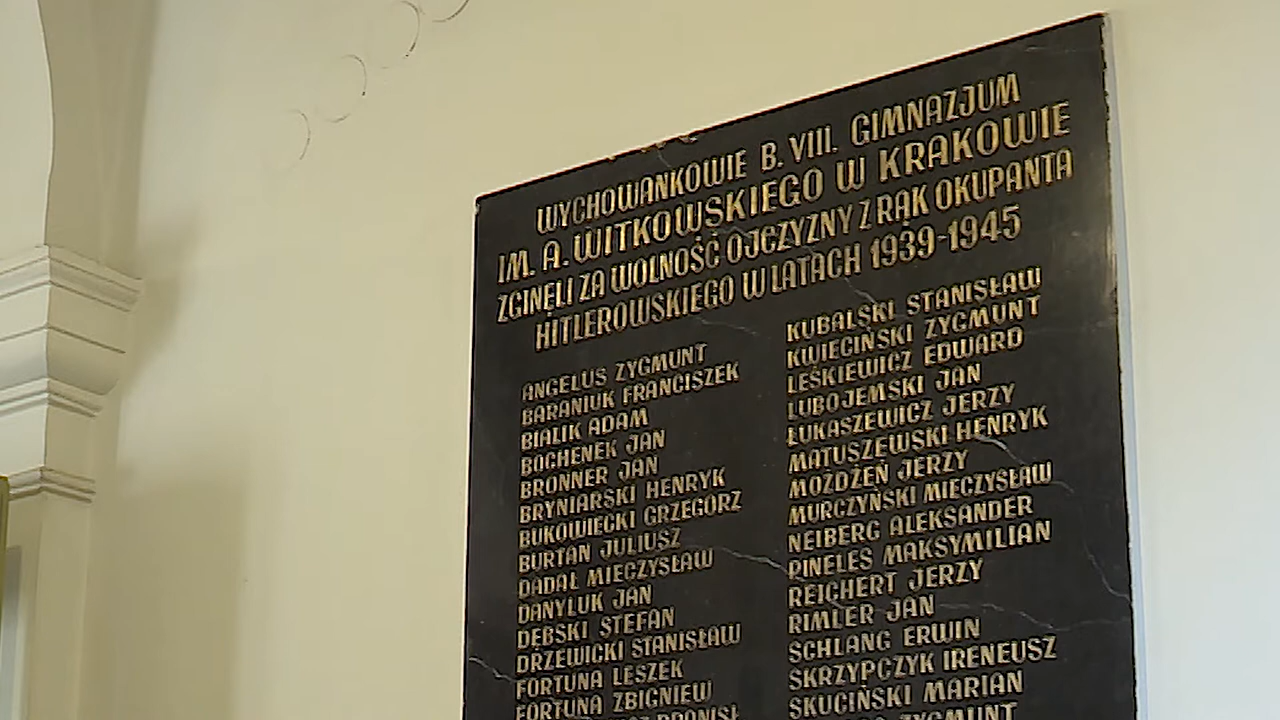 WYCHOWANKOWIE B. VIII. GIMNAZJUM
IM. A. WITKOWSKIEGO W KRAKOWIE
ZGINĘLI ZA WOLNOŚĆ OJCZYZNY Z RĄK OKUPANTA
HITLEROWSKIEGO W LATACH 1939-1945
ANGELUS ZYGMUNT
BARANIUK FRANCISZEK
BIALIK ADAM
BOCHENEK JAN
BRONNER JAN
BRYNIARSKI HENRYK
BUKOWIECKI GRZEGORZ
BURTAN JULIUSZ
DADAŁ MIECZYSŁAW
DANYLUK JAN
DĘBSKI STEFAN
DRZEWICKI STANISŁAW
FORTUNA LESZEK
FORTUNA ZBIGNIEW
KUBALSKI STANISŁAW
KWIECIŃSKI ZYGMUNT
LEŚKIEWICZ EDWARD
LUBOJEMSKI JAN
ŁUKASZEWICZ JERZY
MATUSZEWSKI HENRYK
MOŻDŻEŃ JERZY
MURCZYŃSKI MIECZYSŁAW
NEIBERG ALEKSANDER
PINELES MAKSYMILIAN
REICHERT JERZY
RIMLER JAN
SCHLANG ERWIN
SKRZYPCZYK IRENEUSZ
SKUCIŃSKI MARIAN
ZYGMUNT